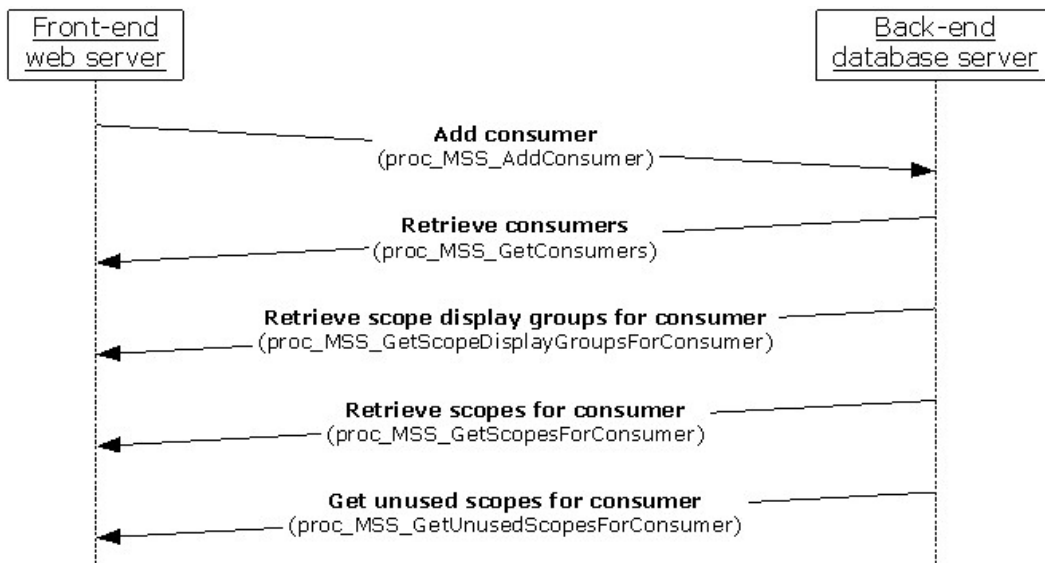 Front-end
web server
Back-end
database server
Add consumer
(proc_MSS_AddConsumer)
Retrieve consumers
(proc_MSS_GetConsumers)
Retrieve scope display groups for consumer
(proc_MSS_GetScopeDisplayGroupsForConsumer)
Retrieve scopes for consumer
(proc_MSS_GetScopesForConsumer)
Get unused scopes for consumer
(proc_MSS_GetUnusedScopesForConsumer)